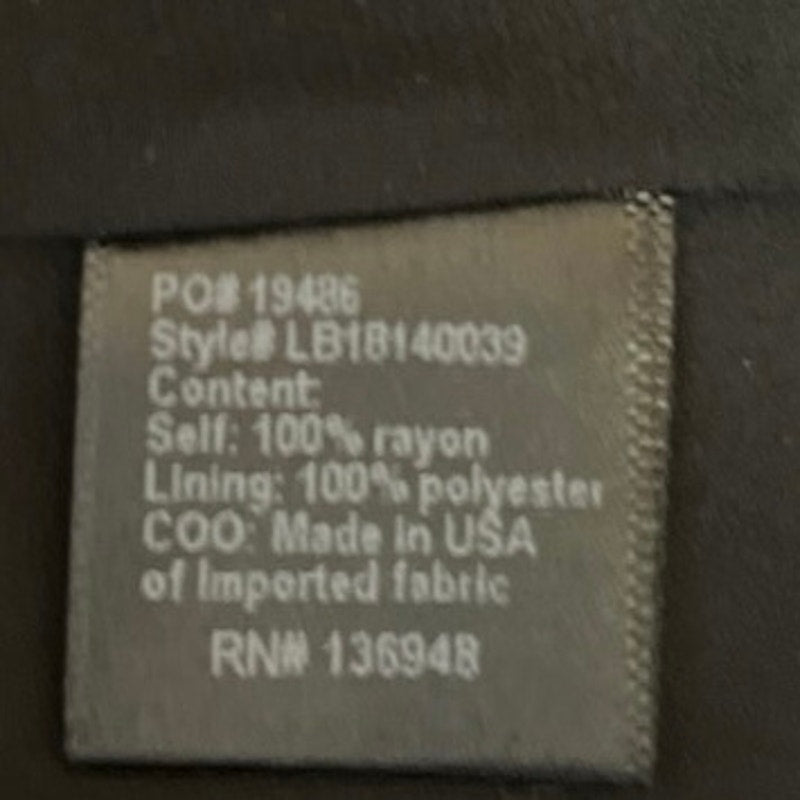 PO# 19486
Style# LB18140039
Content:
Self: 100% rayon
Lining: 100% polyester
COO: Made in USA
of Imported fabric
RN# 136948